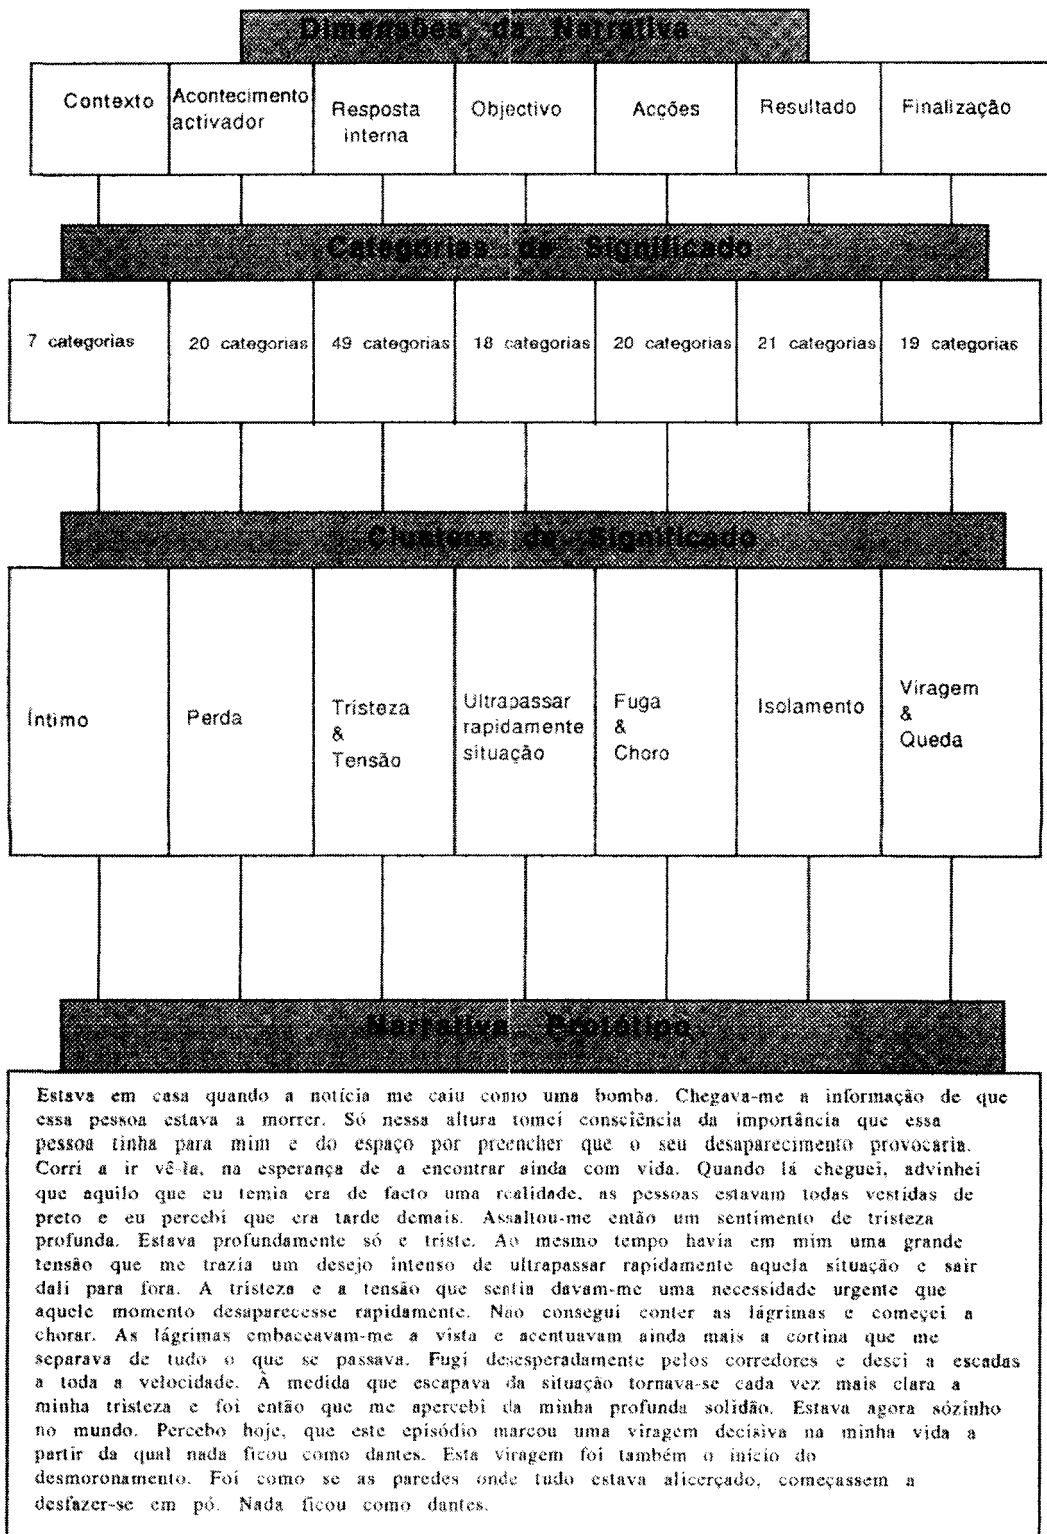 Dimensões da Narrativa
Contexto
Acontecimento
activador
Resposta
interna
Objectivo
Acções
Resultado
Finalização
Categorias de Significado
7 categorias
20 categorias
49 categorias
18 categorias
20 categorias
21 categorias
19 categorias
Clusters de Significado
Íntimo
Perda
Tristeza
&
Tensão
Ultrapassar
rapidamente
situação
Fuga
&
Choro
Isolamento
Viragem
&
Queda
Narrativa Protótipo
Estava em casa quando a notícia me caiu como uma bomba. Chegava-me a informação de que
essa pessoa estava a morrer. Só nessa altura tomei consciência da importância que essa
pessoa tinha para mim e do espaço por preencher que o seu desaparecimento provocaria.
Corri a ir vê-la, na esperança de a encontrar ainda com vida. Quando lá cheguei, advinhei
que aquilo que eu temia era de facto uma realidade, as pessoas estavam todas vestidas de
preto e eu percebi que era tarde demais. Assaltou-me então um sentimento de tristeza
profunda. Estava profundamente só e triste. Ao mesmo tempo havia em mim uma grande
tensão que me trazia um desejo intenso de ultrapassar rapidamente aquela situação e sair
dali para fora. A tristeza e a tensão que sentia davam-me uma necessidade urgente que
aquele momento desaparecesse rapidamente. Não consegui conter as lágrimas e começei a
chorar. As lágrimas embaceavam-me a vista e acentuavam ainda mais a cortina que me
separava de tudo o que se passava. Fugi desesperadamente pelos corredores e desci a escadas
a toda a velocidade. À medida que escapava da situação tornava-se cada vez mais clara a
minha tristeza e foi então que me apercebi da minha profunda solidão. Estava agora sózinho
no mundo. Percebo hoje, que este episódio marcou uma viragem decisiva na minha vida a
partir da qual nada ficou como dantes. Esta viragem foi também o início do
desmoronamento. Foi como se as paredes onde tudo estava alicerçado, começassem a
desfazer-se em pó. Nada ficou como dantes.